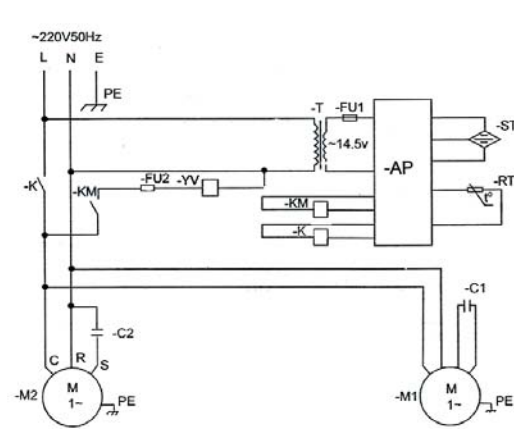 ~220V50Hz
L N E
PE
-T -FU1
-ST
~14.5v
-AP
-K
-KM
-FU2 -YV
-RT
t°
-KM
-K
-C1
-C2
C R S
-M2
M
1~
PE
-M1
M
1~
PE